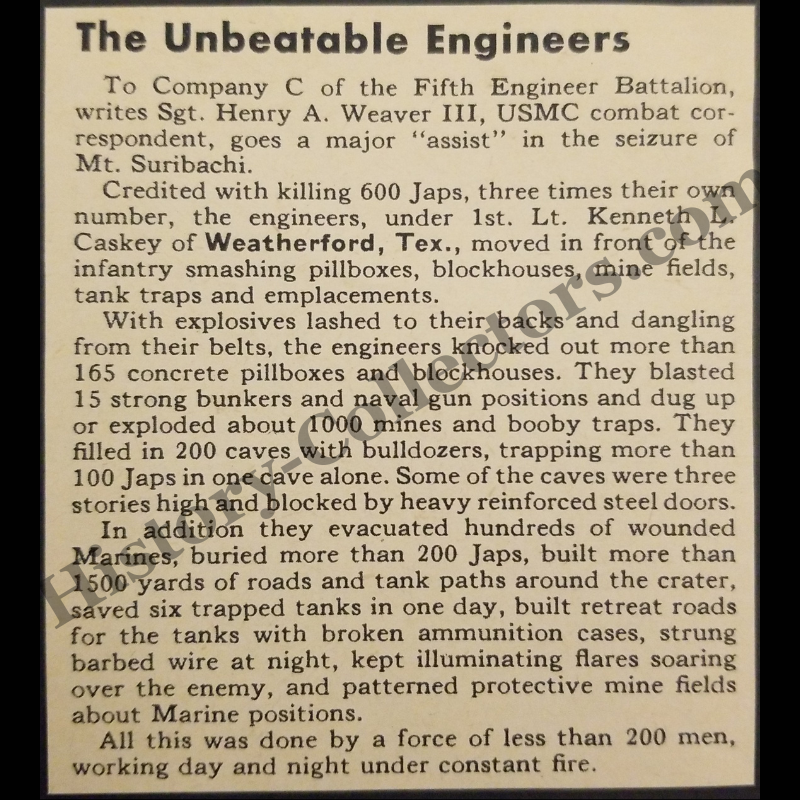 The Unbeatable Engineers
To Company C of the Fifth Engineer Battalion,
writes Sgt. Henry A. Weaver III, USMC combat cor-
respondent, goes a major "assist" in the seizure of
Mt. Suribachi.
Credited with killing 600 Japs, three times their own
number, the engineers, under 1st. Lt. Kenneth L.
Caskey of Weatherford, Tex., moved in front of the
infantry smashing pillboxes, blockhouses, mine fields,
tank traps and emplacements.
With explosives lashed to their backs and dangling
from their belts, the engineers knocked out more than
165 concrete pillboxes and blockhouses. They blasted
15 strong bunkers and naval gun positions and dug up
or exploded about 1000 mines and booby traps. They
filled in 200 caves with bulldozers, trapping more than
100 Japs in one cave alone. Some of the caves were three
stories high and blocked by heavy reinforced steel doors.
In addition they evacuated hundreds of wounded
Marines, buried more than 200 Japs, built more than
1500 yards of roads and tank paths around the crater,
saved six trapped tanks in one day, built retreat roads
for the tanks with broken ammunition cases, strung
barbed wire at night, kept illuminating flares soaring
over the enemy, and patterned protective mine fields
about Marine positions.
All this was done by a force of less than 200 men,
working day and night under constant fire.
History-Collectors.com